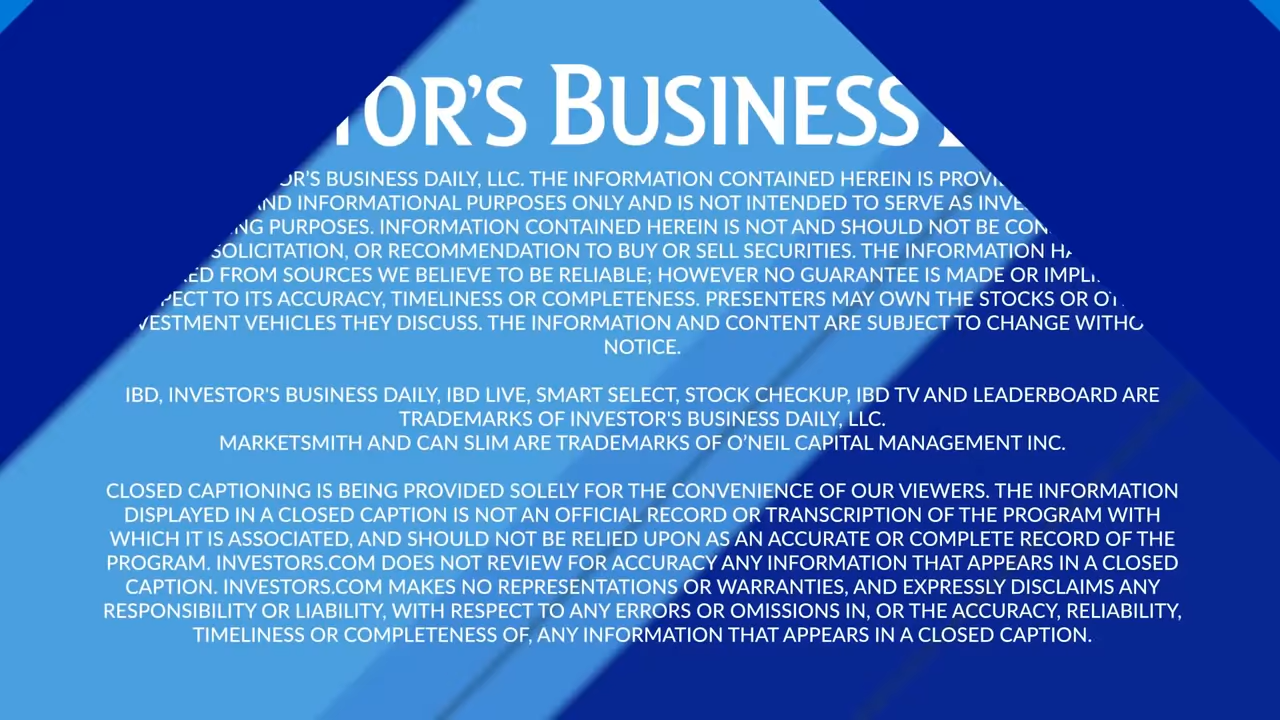 TOR'S BUSINESS
OR'S BUSINESS DAILY, LLC. THE INFORMATION CONTAINED HEREIN IS
AND INFORMATIONAL PURPOSES ONLY AND IS NOT INTENDED TO SERVE AS
PURPOSES. INFORMATION CONTAINED HEREIN IS NOT AND SHOULD NOT BE
SOLICITATION, OR RECOMMENDATION TO BUY OR SELL SECURITIES. THE INFORMATION
FROM SOURCES WE BELIEVE TO BE RELIABLE; HOWEVER NO GUARANTEE IS MADE OR
TO ITS ACCURACY, TIMELINESS OR COMPLETENESS. PRESENTERS MAY OWN THE STOCKS OR
VESTMENT VEHICLES THEY DISCUSS. THE INFORMATION AND CONTENT ARE SUBJECT TO CHANGE
NOTICE.
IBD, INVESTOR'S BUSINESS DAILY, IBD LIVE, SMART SELECT, STOCK CHECKUP, IBD TV AND LEADERBOARD ARE
TRADEMARKS OF INVESTOR'S BUSINESS DAILY, LLC.
MARKETSMITH AND CAN SLIM ARE TRADEMARKS OF O'NEIL CAPITAL MANAGEMENT INC.
CLOSED CAPTIONING IS BEING PROVIDED SOLELY FOR THE CONVENIENCE OF OUR VIEWERS. THE INFORMATION
DISPLAYED IN A CLOSED CAPTION IS NOT AN OFFICIAL RECORD OR TRANSCRIPTION OF THE PROGRAM WITH
WHICH IT IS ASSOCIATED, AND SHOULD NOT BE RELIED UPON AS AN ACCURATE OR COMPLETE RECORD OF THE
PROGRAM. INVESTORS.COM DOES NOT REVIEW FOR ACCURACY ANY INFORMATION THAT APPEARS IN A CLOSED
CAPTION. INVESTORS.COM MAKES NO REPRESENTATIONS OR WARRANTIES, AND EXPRESSLY DISCLAIMS ANY
RESPONSIBILITY OR LIABILITY, WITH RESPECT TO ANY ERRORS OR OMISSIONS IN, OR THE ACCURACY, RELIABILITY,
TIMELINESS OR COMPLETENESS OF, ANY INFORMATION THAT APPEARS IN A CLOSED CAPTION.